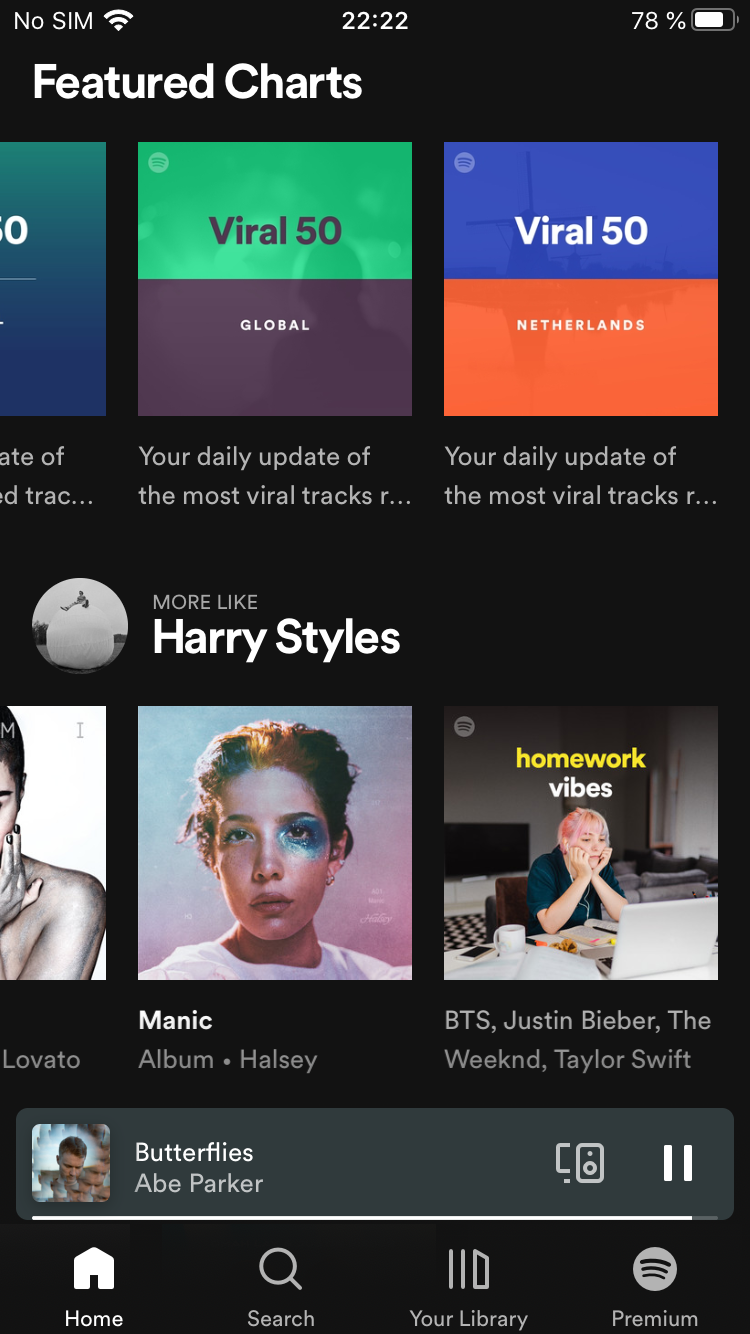 No SIM 22:22 78 %
Featured Charts
50
Viral 50
Viral 50
GLOBAL
NETHERLANDS
ate of
ed trac...
Your daily update of
the most viral tracks r...
Your daily update of
the most viral tracks r...
MORE LIKE
Harry Styles
M I
homework
vibes
Halsey
Lovato
Manic
Album • Halsey
BTS, Justin Bieber, The
Weeknd, Taylor Swift
Butterflies
Abe Parker
Home
Search
Your Library
Premium